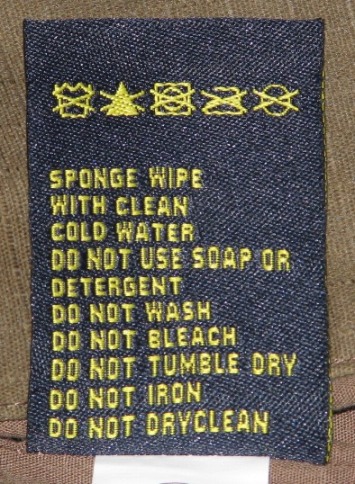 SPONGE WIPE
WITH CLEAN
COLD WATER
DO NOT USE SOAP OR
DETERGENT
DO NOT WASH
DO NOT BLEACH
DO NOT TUMBLE DRY
DO NOT IRON
DO NOT DRYCLEAN